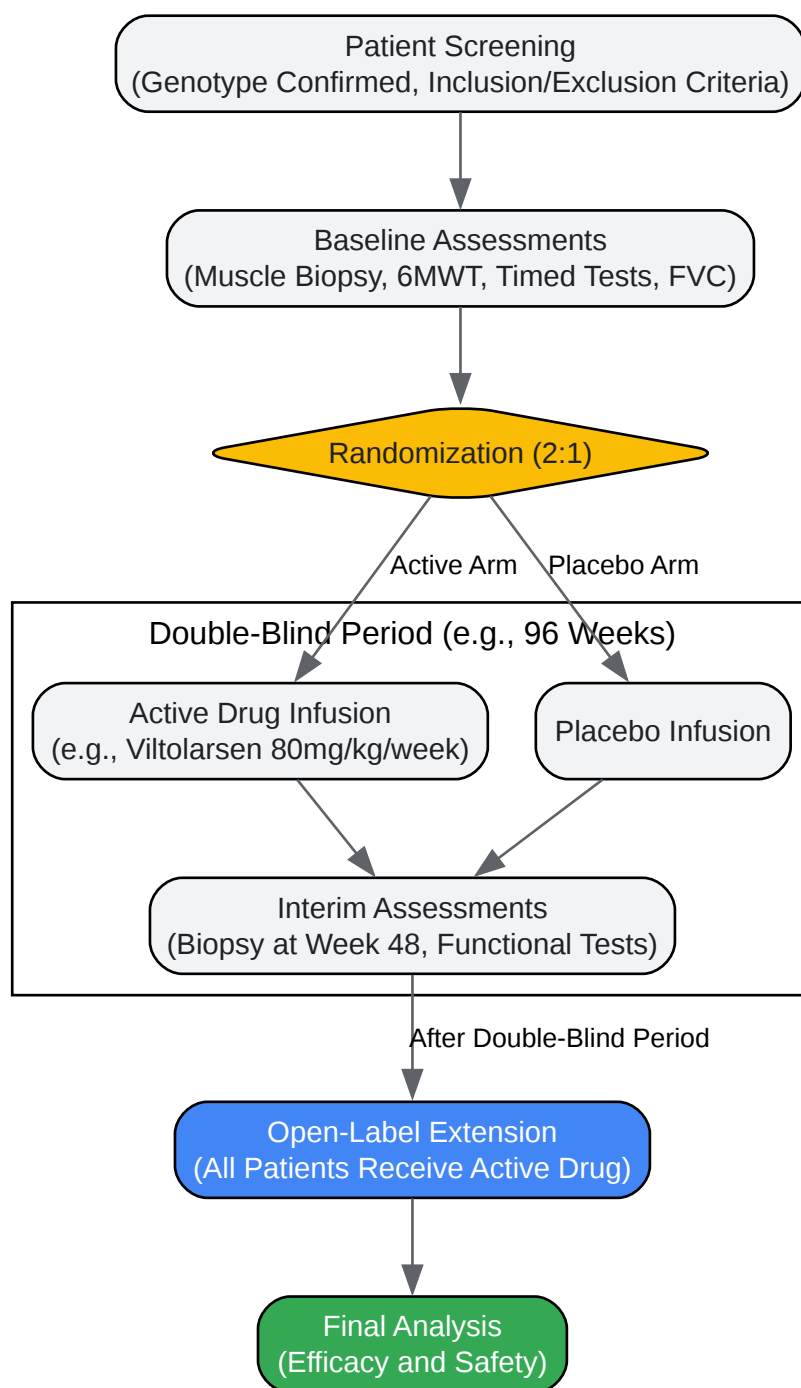 Patient Screening
(Genotype Confirmed, Inclusion/Exclusion Criteria)
Baseline Assessments
(Muscle Biopsy, 6MWT, Timed Tests, FVC)
Randomization (2:1)
Active Arm
Placebo Arm
Double-Blind Period (e.g., 96 Weeks)
Active Drug Infusion
(e.g., Viltolarsen 80mg/kg/week)
Placebo Infusion
Interim Assessments
(Biopsy at Week 48, Functional Tests)
After Double-Blind Period
Open-Label Extension
(All Patients Receive Active Drug)
Final Analysis
(Efficacy and Safety)